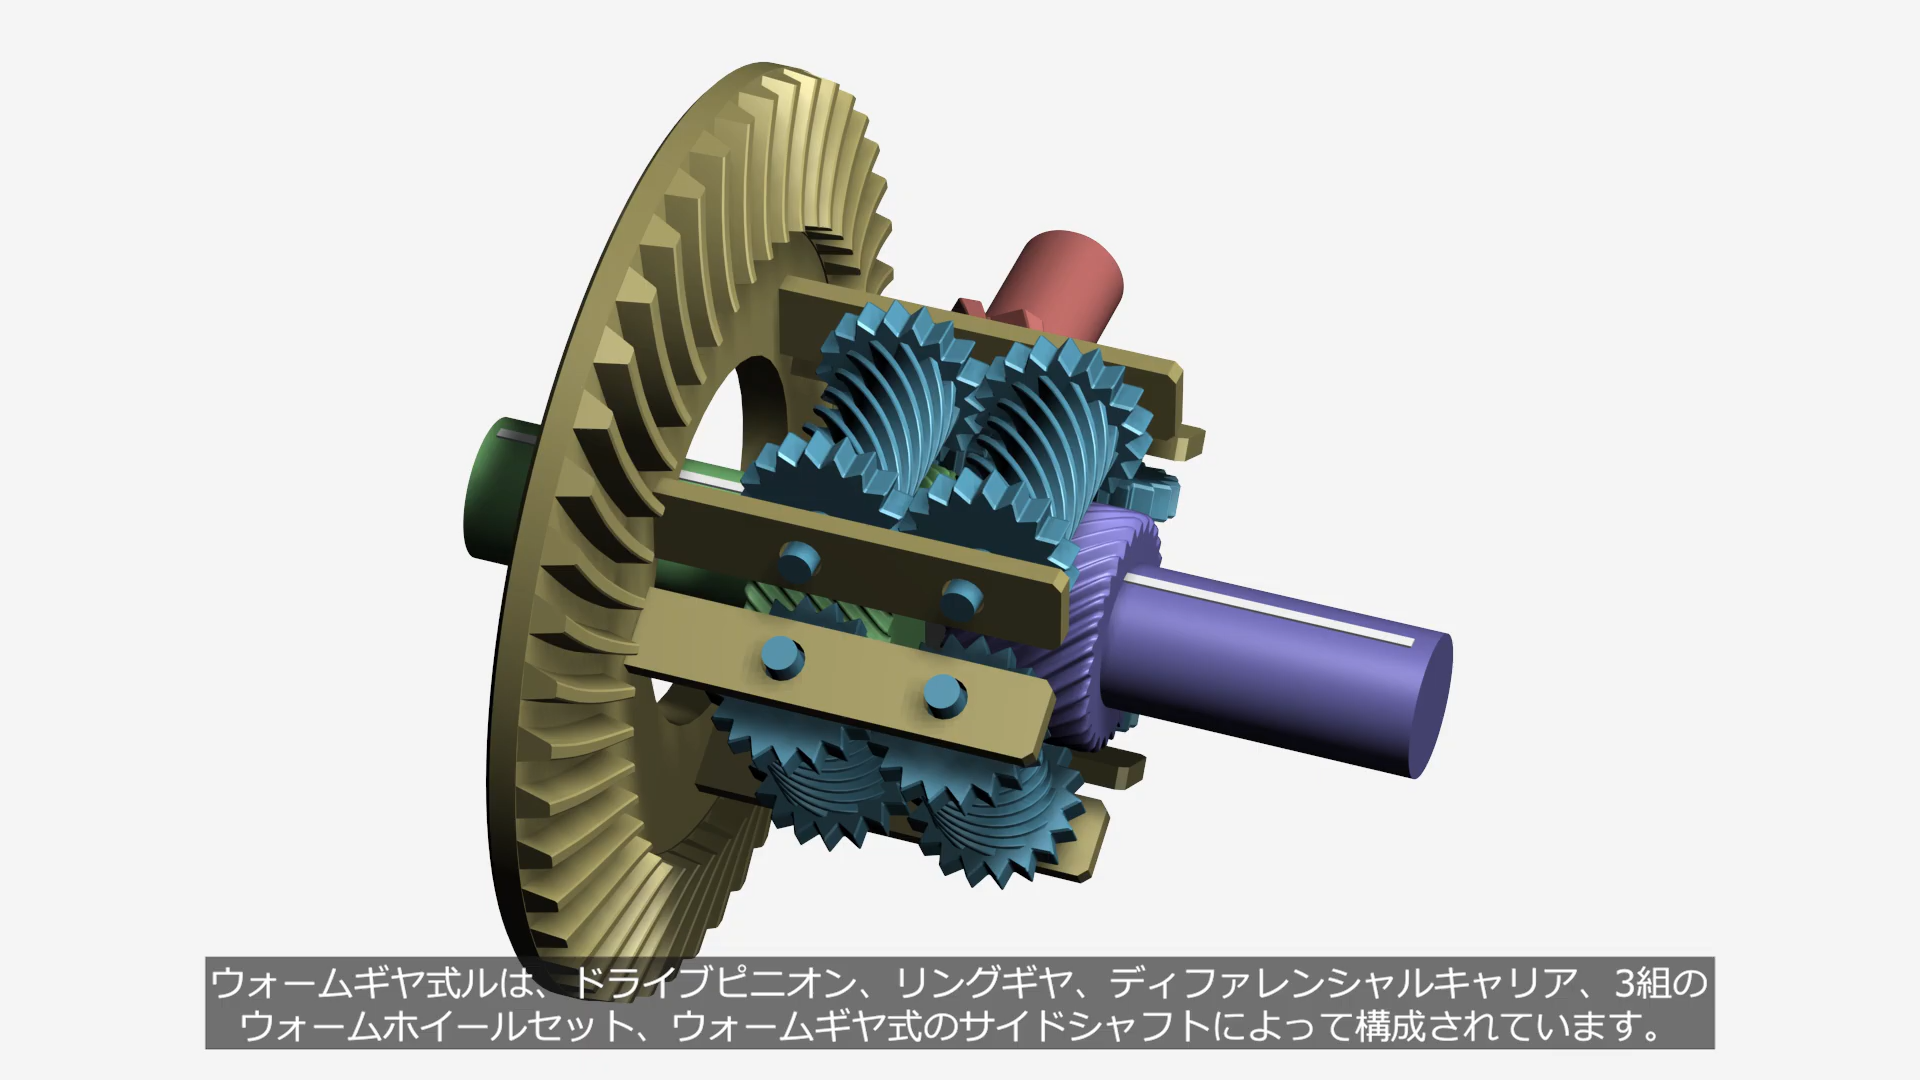 ウォームギヤ式ルは、ドライブピニオン、リングギヤ、ディファレンシャルキャリア、3組の
ウォームホイールセット、ウォームギヤ式のサイドシャフトによって構成されています。